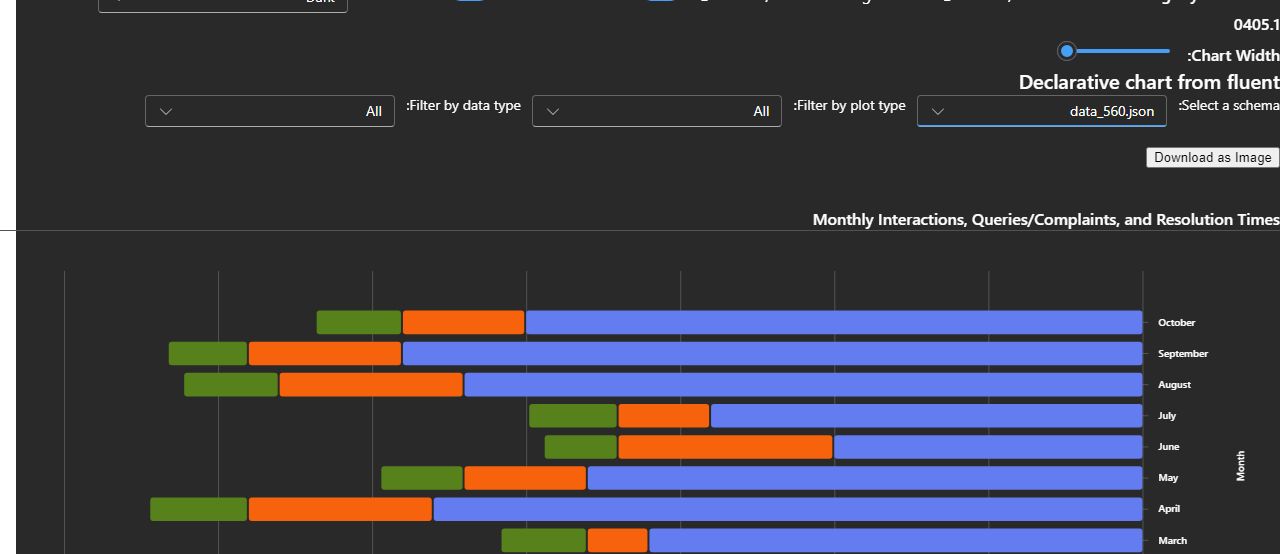 0405.1
:Chart Width
Declarative chart from fluent
:Select a schema
data_560.json
:Filter by plot type
All
:Filter by data type
All
Download as Image
Monthly Interactions, Queries/Complaints, and Resolution Times
October
September
August
July
June
May
April
March
Month